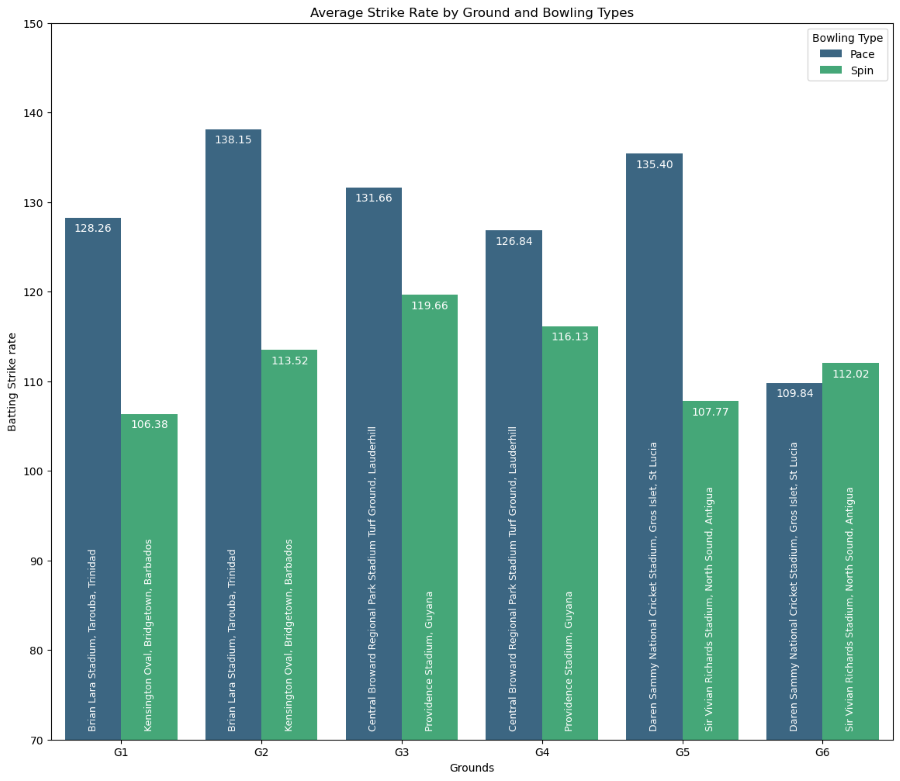 Average Strike Rate by Ground and Bowling Types
150
140
130
120
110
100
90
80
70
Batting Strike rate
Bowling Type
Pace
Spin
128.26
106.38
138.15
113.52
131.66
119.66
126.84
116.13
135.40
107.77
109.84
112.02
Brian Lara Stadium, Tarouba, Trinidad
Kensington Oval, Bridgetown, Barbados
Brian Lara Stadium, Tarouba, Trinidad
Kensington Oval, Bridgetown, Barbados
Central Broward Regional Park Stadium Turf Ground, Lauderhill
Providence Stadium, Guyana
Central Broward Regional Park Stadium Turf Ground, Lauderhill
Providence Stadium, Guyana
Daren Sammy National Cricket Stadium, Gros Islet, St Lucia
Sir Vivian Richards Stadium, North Sound, Antigua
Daren Sammy National Cricket Stadium, Gros Islet, St Lucia
Sir Vivian Richards Stadium, North Sound, Antigua
G1
G2
G3
G4
G5
G6
Grounds